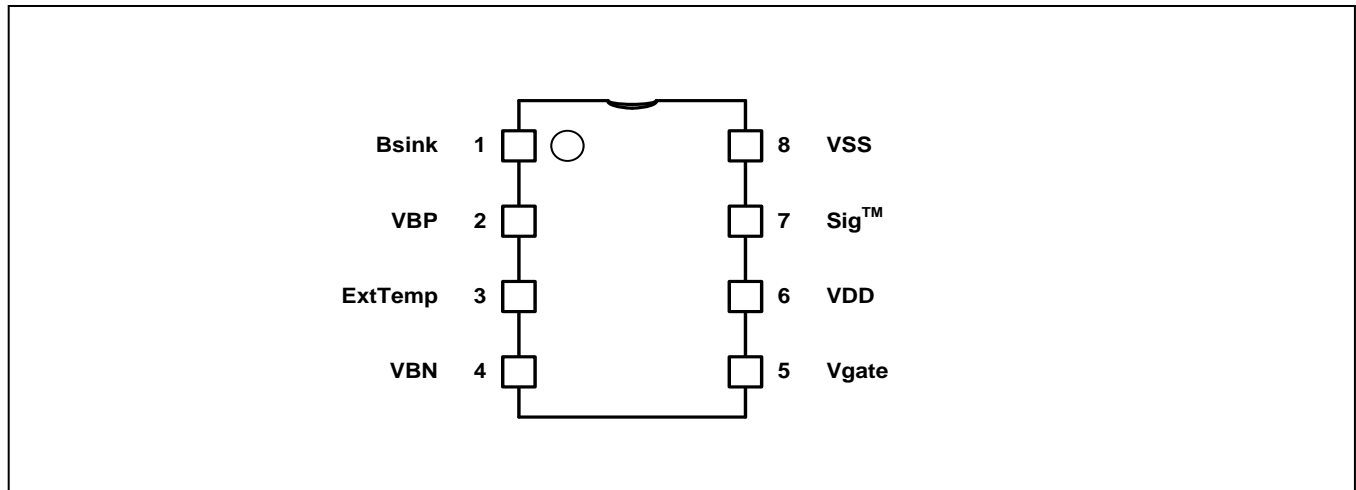 Bsink 1 8 VSS
VBP 2 7 Sig™
ExtTemp 3 6 VDD
VBN 4 5 Vgate